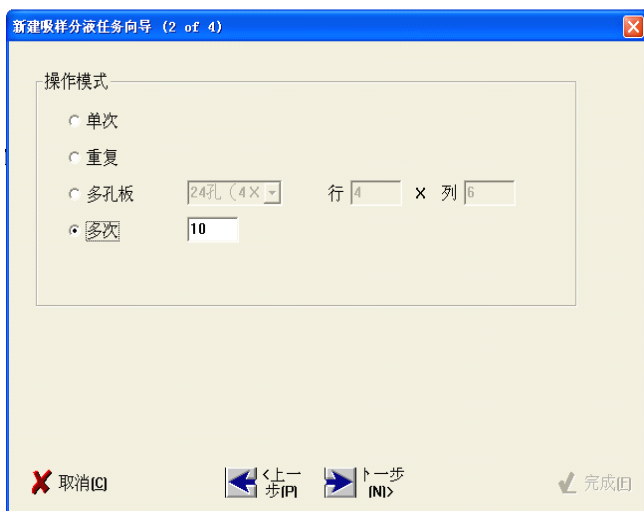 新建吸样分液任务向导 (2 of 4)
操作模式
单次
重复
多孔板 24孔 (4X 行 4 X 列 6
多次 10
取消(C)
<上一
步(P)
下一步
(N)>
完成(F)